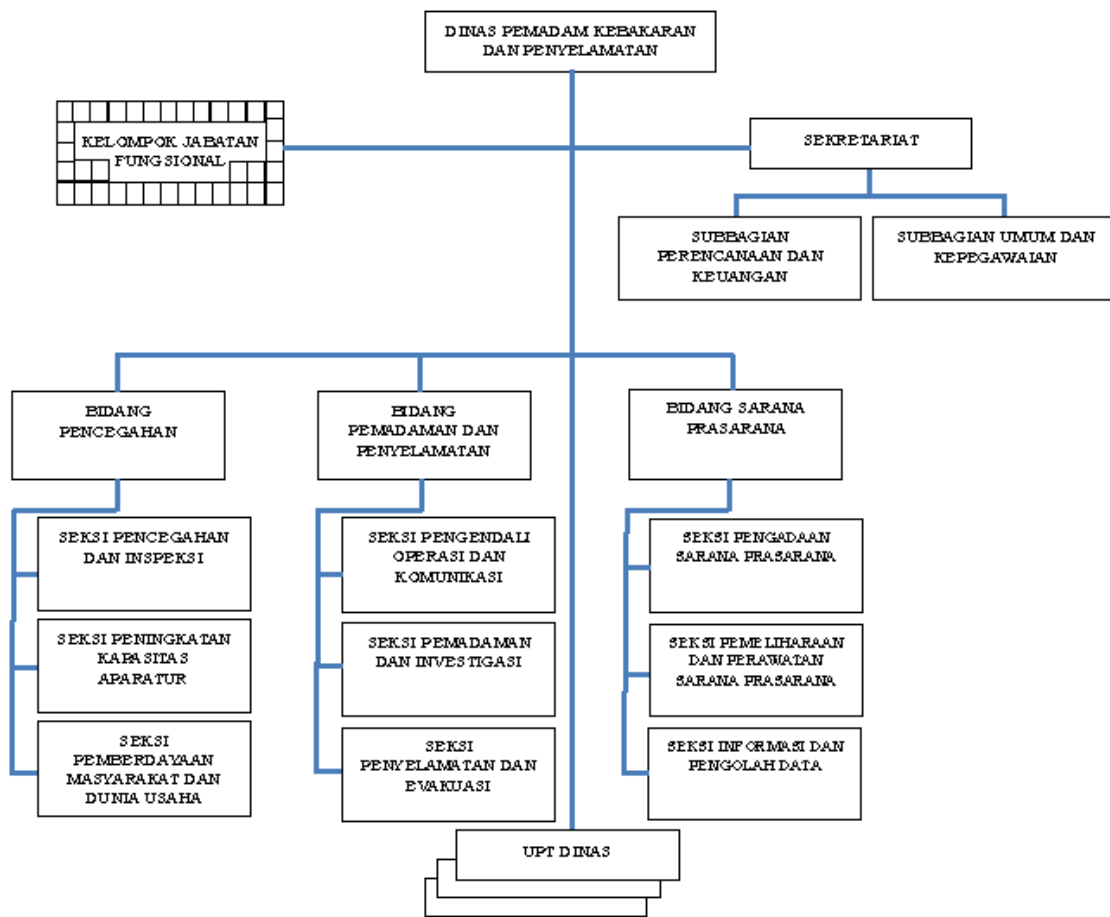 DINAS PEMADAM KEBAKARAN
DAN PENYELAMATAN
KELOMPOK JABATAN
FUNGSIONAL
SEKRETARIAT
SUBBAGIAN
PERENCANAAN DAN
KEUANGAN
SUBBAGIAN UMUM DAN
KEPEGAWAIAN
BIDANG
PENCEGAHAN
BIDANG
PEMADAMAN DAN
PENYELAMATAN
BIDANG SARANA
PRASARANA
SEKSI PENCEGAHAN
DAN INSPEKSI
SEKSI PENINGKATAN
KAPASITAS
APARATUR
SEKSI
PEMBERDAYAAN
MASYARAKAT DAN
DUNIA USAHA
SEKSI PENGENDALI
OPERASI DAN
KOMUNIKASI
SEKSI PEMADAMAN
DAN INVESTIGASI
SEKSI
PENYELAMATAN DAN
EVAKUASI
SEKSI PENGADAAN
SARANA PRASARANA
SEKSI PEMELIHARAAN
DAN PERAWATAN
SARANA PRASARANA
SEKSI INFORMASI DAN
PENGOLAH DATA
UPT DINAS